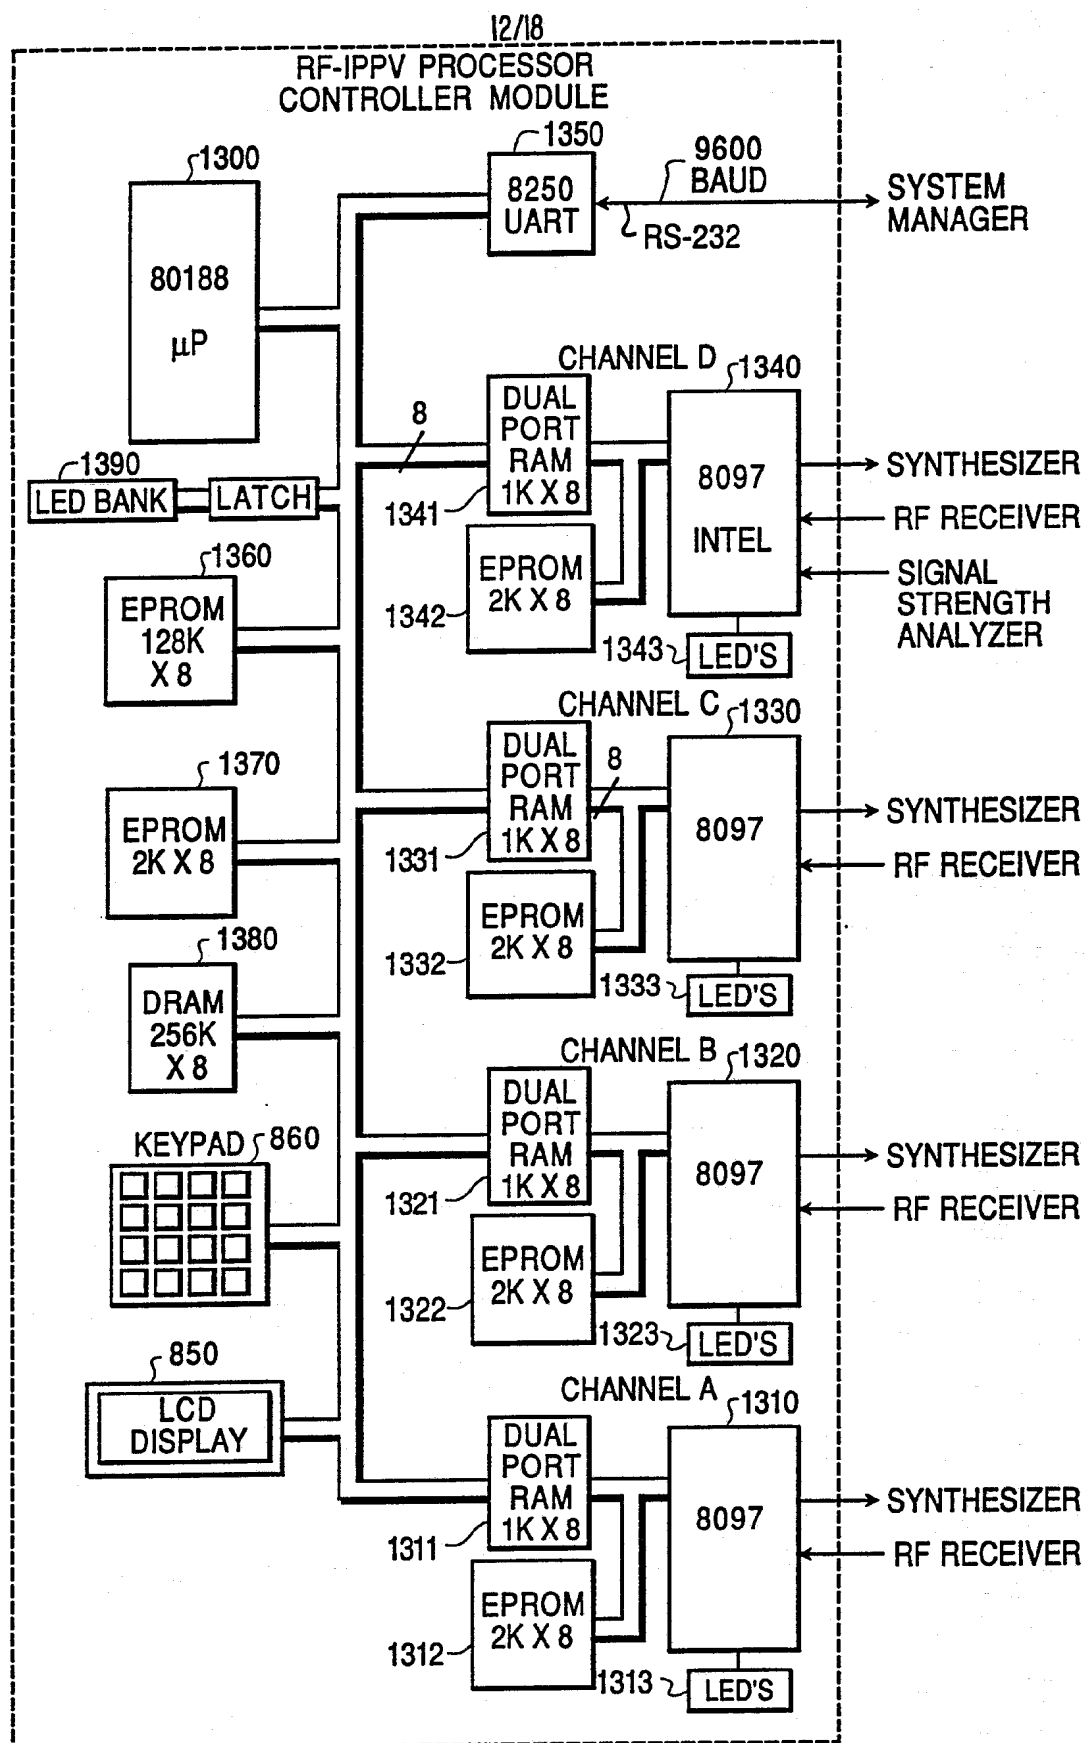 12/18
RF-IPPV PROCESSOR
CONTROLLER MODULE
1300
80188
µP
1350
8250
UART
9600
BAUD
RS-232
SYSTEM
MANAGER
1390
LED BANK
LATCH
8
1360
EPROM
128K
X 8
1370
EPROM
2K X 8
1380
DRAM
256K
X 8
KEYPAD
860
850
LCD
DISPLAY
CHANNEL D
DUAL
PORT
RAM
1K X 8
1341
EPROM
2K X 8
1342
1340
8097
INTEL
1343
LED'S
SYNTHESIZER
RF RECEIVER
SIGNAL
STRENGTH
ANALYZER
CHANNEL C
DUAL
PORT
RAM
1K X 8
8
1331
EPROM
2K X 8
1332
1330
8097
1333
LED'S
SYNTHESIZER
RF RECEIVER
CHANNEL B
DUAL
PORT
RAM
1K X 8
1321
EPROM
2K X 8
1322
1320
8097
1323
LED'S
SYNTHESIZER
RF RECEIVER
CHANNEL A
DUAL
PORT
RAM
1K X 8
1311
EPROM
2K X 8
1312
1310
8097
1313
LED'S
SYNTHESIZER
RF RECEIVER